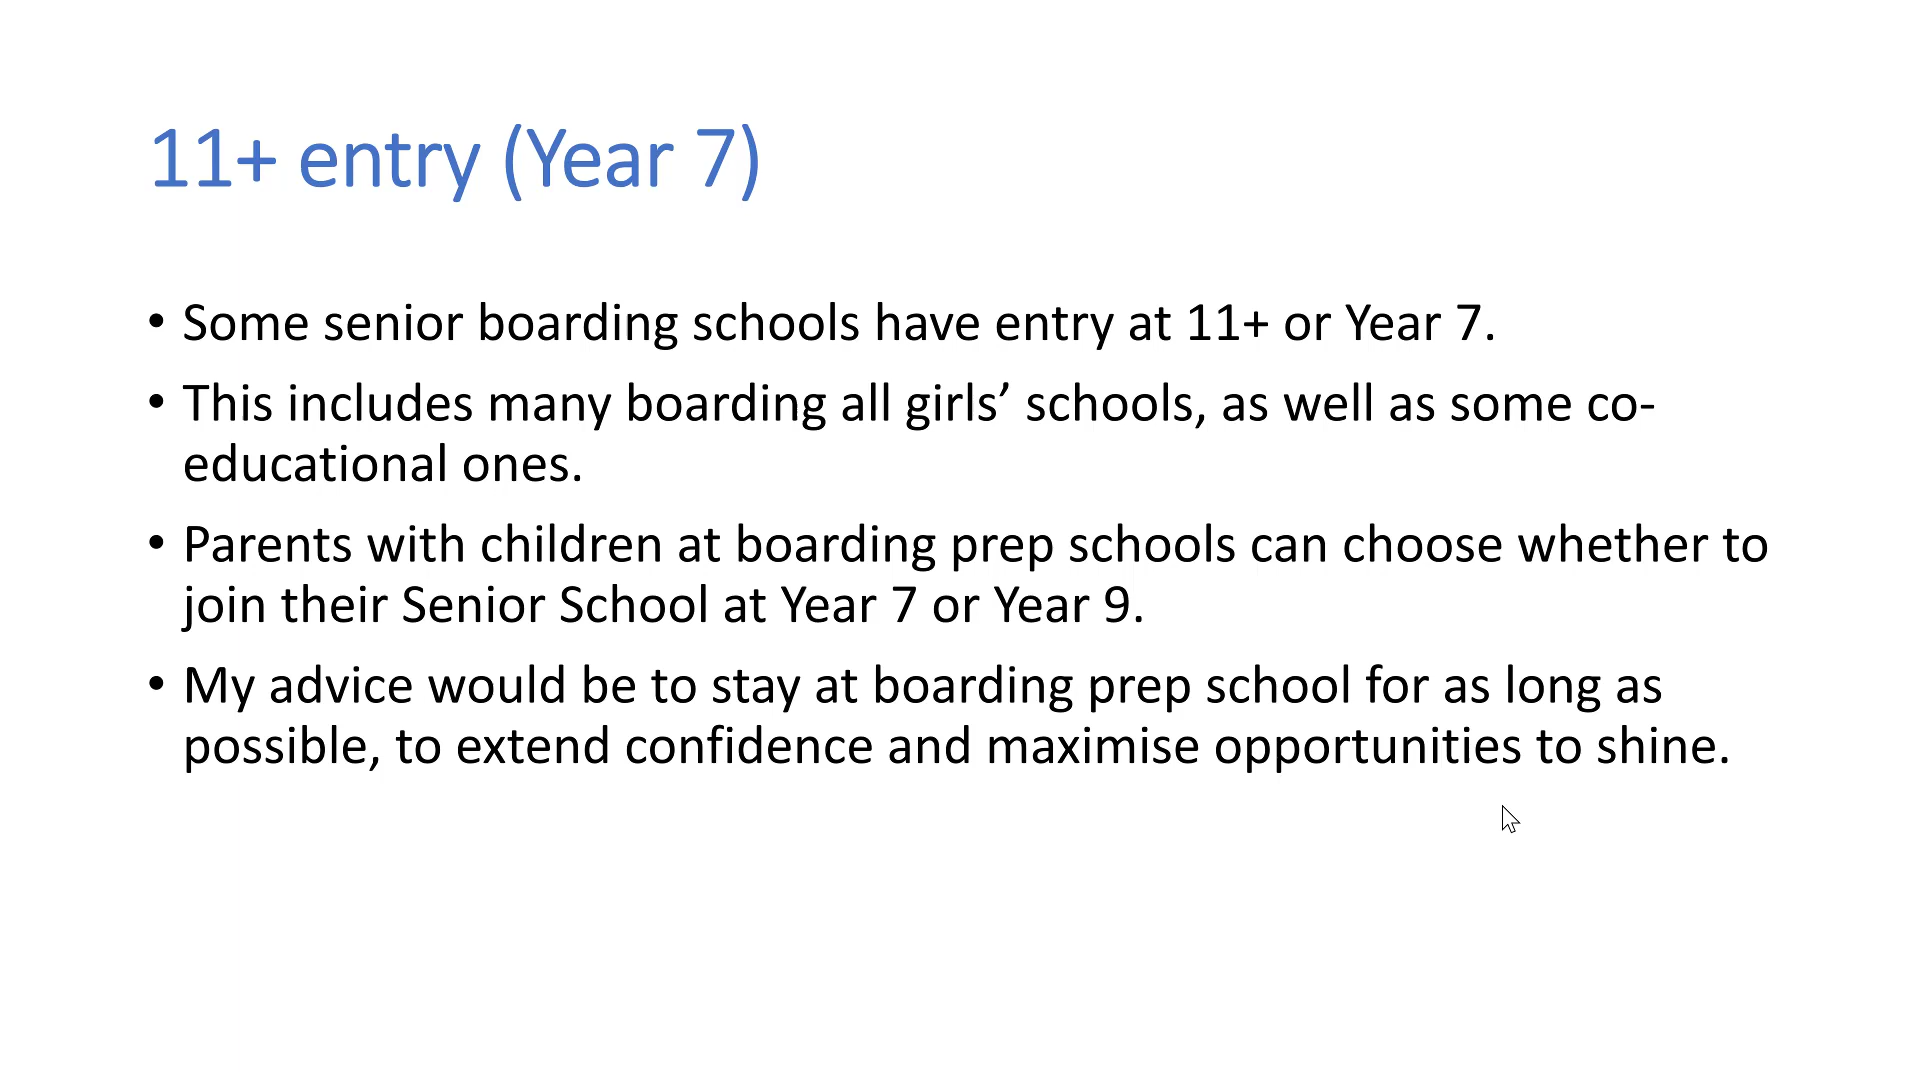 11+ entry (Year 7)
• Some senior boarding schools have entry at 11+ or Year 7.
• This includes many boarding all girls’ schools, as well as some co-
educational ones.
• Parents with children at boarding prep schools can choose whether to
join their Senior School at Year 7 or Year 9.
• My advice would be to stay at boarding prep school for as long as
possible, to extend confidence and maximise opportunities to shine.